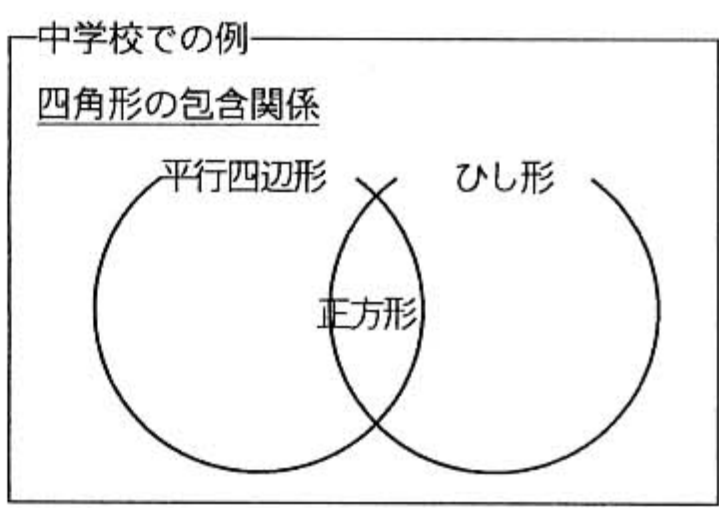 中学校での例
四角形の包含関係
平行四辺形 ひし形
正方形